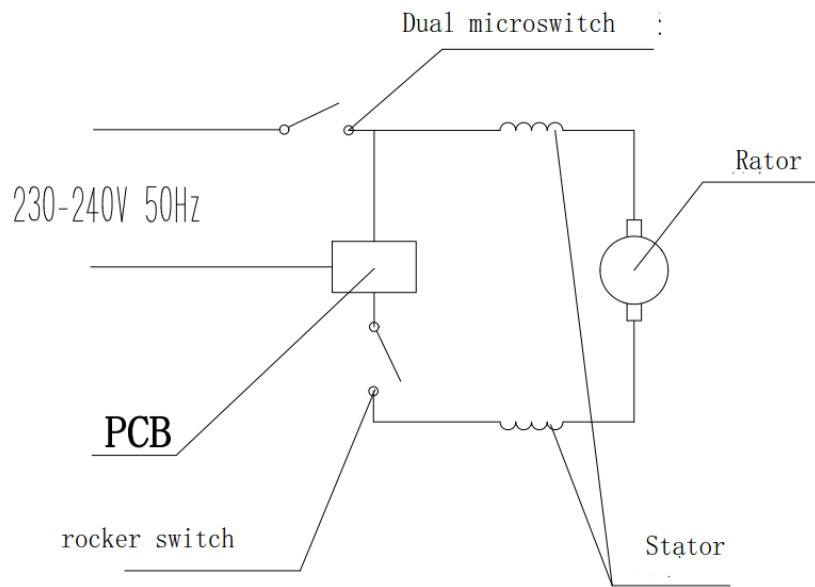 Dual microswitch :
Rator
230-240V 50Hz
PCB
rocker switch
Stator